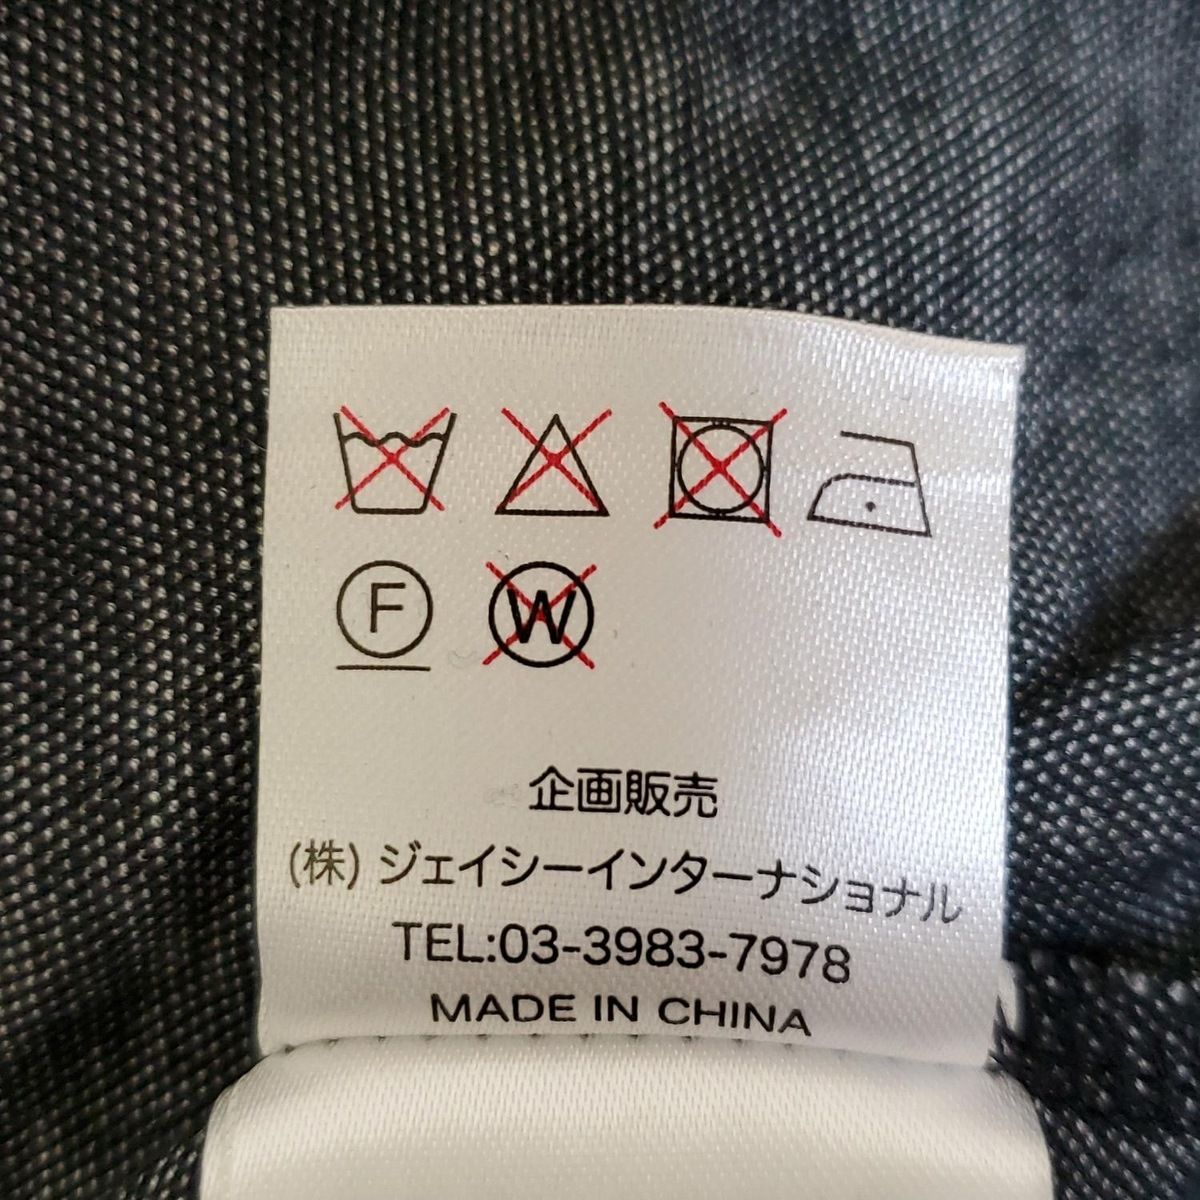 F W
企画販売
(株) ジェイシーインターナショナル
TEL:03-3983-7978
MADE IN CHINA